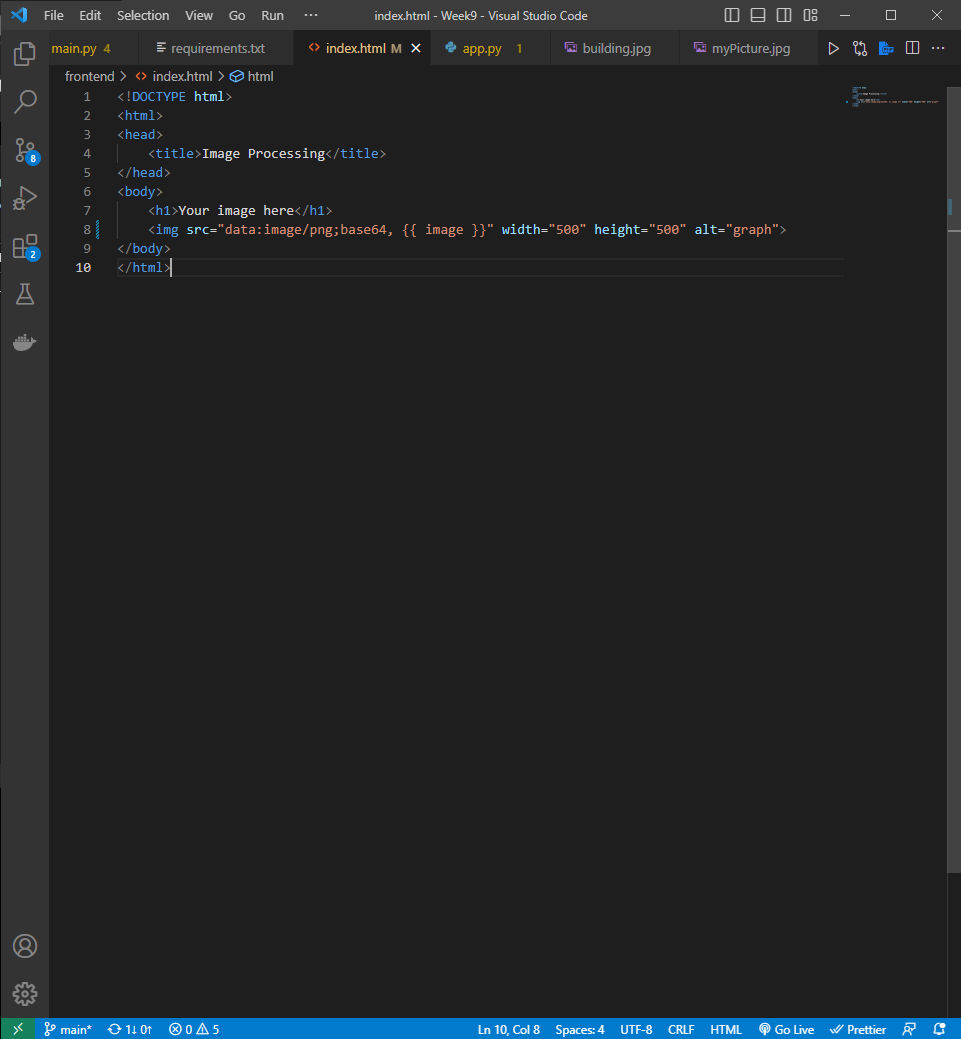 File Edit Selection View Go Run ··· index.html - Week9 - Visual Studio Code
main.py 4 requirements.txt index.html M app.py 1 building.jpg myPicture.jpg
frontend > index.html > html
1 <!DOCTYPE html>
2 <html>
3 <head>
4 <title>Image Processing</title>
5 </head>
6 <body>
7 <h1>Your image here</h1>
8 <img src="data:image/png;base64, {{ image }}" width="500" height="500" alt="graph">
9 </body>
10 </html>
8
2
main* 1↓ 0↑ 0 5 Ln 10, Col 8 Spaces: 4 UTF-8 CRLF HTML Go Live Prettier